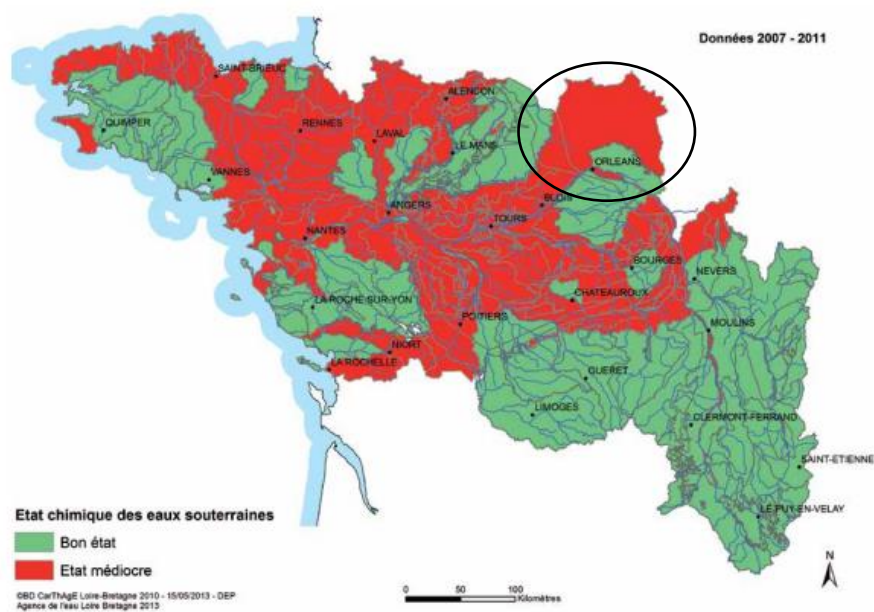 Données 2007 - 2011
SAINT-BRIEUC
ALENCON
QUIMPER
RENNES
LAVAL
LE MANS
ORLEANS
VANNES
BLOIS
ANGERS
TOURS
NANTES
BOURGES
NEVERS
LA ROCHE-SUR-YON
CHATEAUROUX
POITIERS
MOULINS
NIORT
LA ROCHELLE
GUERET
LIMOGES
CLERMONT-FERRAND
SAINT-ETIENNE
LE PUY-EN-VELAY
Etat chimique des eaux souterraines
Bon état
Etat médiocre
N
©BD CarThAgE Loire-Bretagne 2010 - 15/05/2013 - DEP
Agence de l'eau Loire Bretagne 2013
0 50 100
Kilomètres